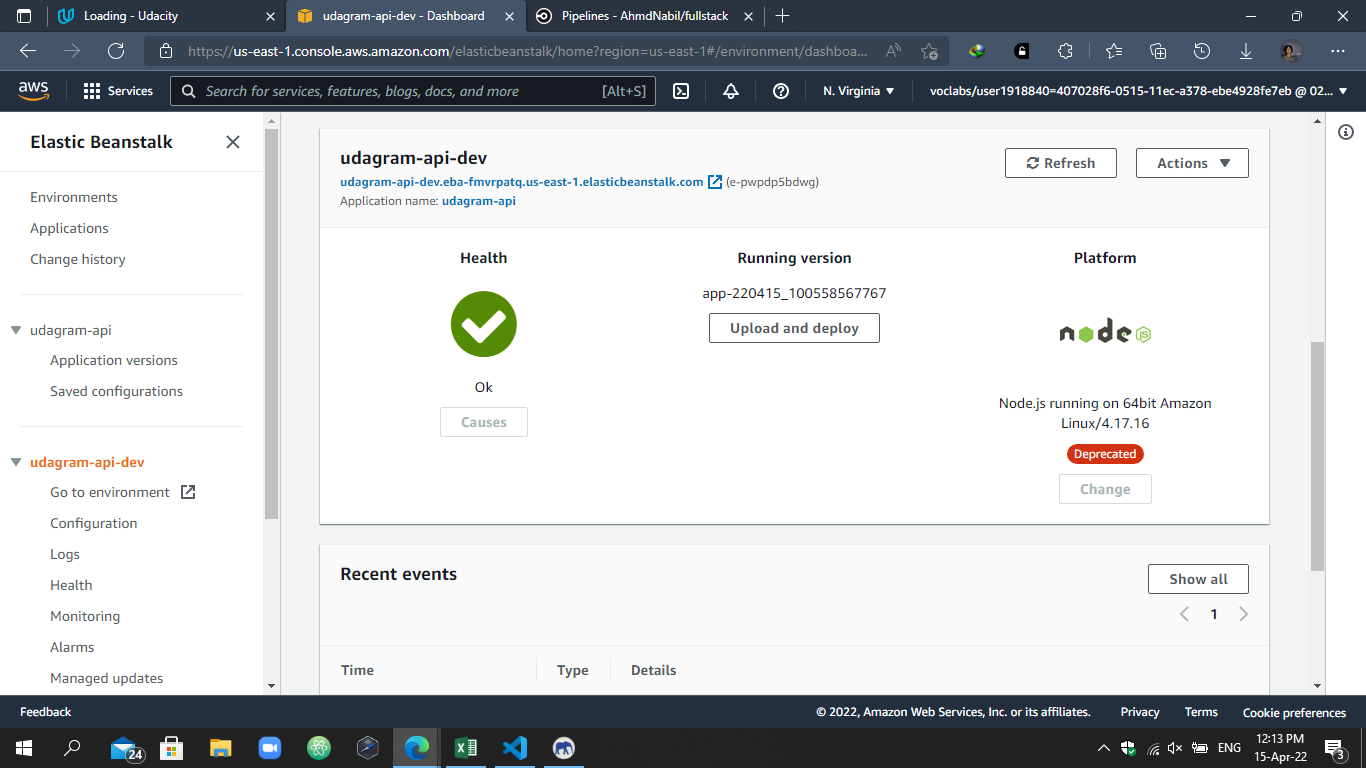 Loading - Udacity
udagram-api-dev - Dashboard
Pipelines - AhmdNabil/fullstack
https://us-east-1.console.aws.amazon.com/elasticbeanstalk/home?region=us-east-1#/environment/dashboa...
aws
Services
Search for services, features, blogs, docs, and more
[Alt+S]
N. Virginia
voclabs/user1918840=407028f6-0515-11ec-a378-ebe4928fe7eb @ 02...
Elastic Beanstalk
Environments
Applications
Change history
udagram-api
Application versions
Saved configurations
udagram-api-dev
Go to environment
Configuration
Logs
Health
Monitoring
Alarms
Managed updates
udagram-api-dev
udagram-api-dev.eba-fmvrpatq.us-east-1.elasticbeanstalk.com (e-pwpdp5bdwg)
Application name: udagram-api
Refresh
Actions
Health
Ok
Causes
Running version
app-220415_100558567767
Upload and deploy
Platform
node JS
Node.js running on 64bit Amazon
Linux/4.17.16
Deprecated
Change
Recent events
Show all
1
Time
Type
Details
Feedback
© 2022, Amazon Web Services, Inc. or its affiliates.
Privacy
Terms
Cookie preferences
24
ENG
12:13 PM
15-Apr-22
3